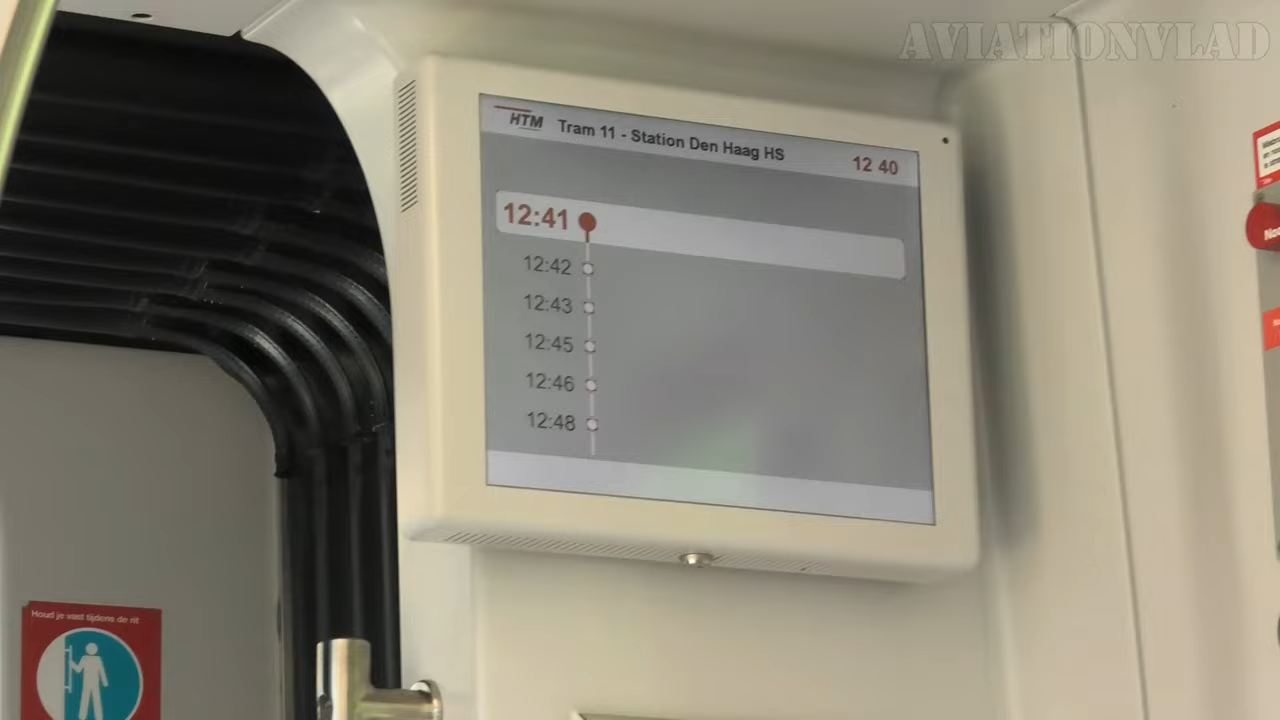 AVIATIONVLAD
HTM Tram 11 - Station Den Haag HS 12 40
12:41
12:42
12:43
12:45
12:46
12:48
Houd je vast tijdens de rit